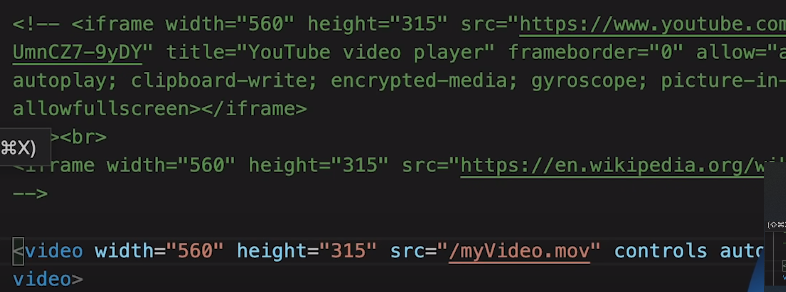 <!-- <iframe width="560" height="315" src="https://www.youtube.com
UmnCZ7-9yDY" title="YouTube video player" frameborder="0" allow="a
autoplay; clipboard-write; encrypted-media; gyroscope; picture-in-
allowfullscreen></iframe>
⌘X) ><br>
<iframe width="560" height="315" src="https://en.wikipedia.org/wi
-->
<video width="560" height="315" src="/myVideo.mov" controls auto
video>